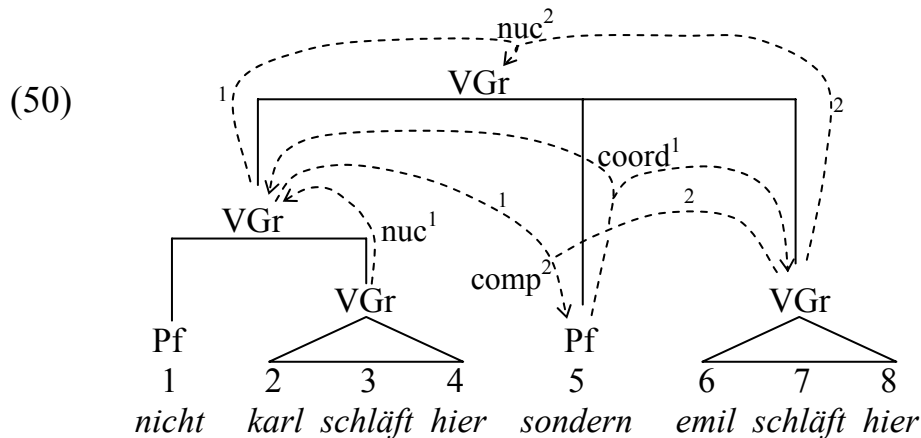 nuc²
VGr
(50)
1
2
coord¹
1
2
VGr
nuc¹
comp²
VGr
VGr
Pf
Pf
1 2 3 4 5 6 7 8
nicht karl schläft hier sondern emil schläft hier